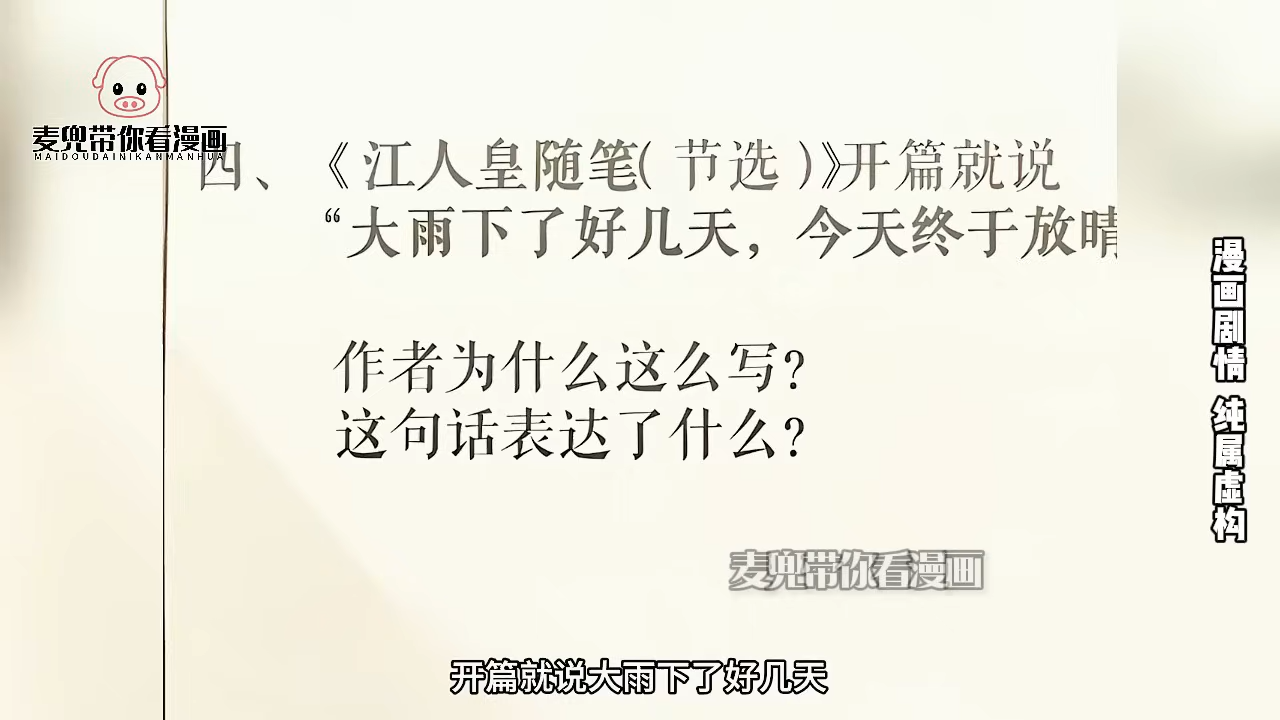 麦兜带你看漫画
MAIDOUDAINIKANMANHUA
四、《江人皇随笔(节选)》开篇就说
“大雨下了好几天，今天终于放晴
作者为什么这么写?
这句话表达了什么?
漫画剧情 纯属虚构
麦兜带你看漫画
开篇就说大雨下了好几天